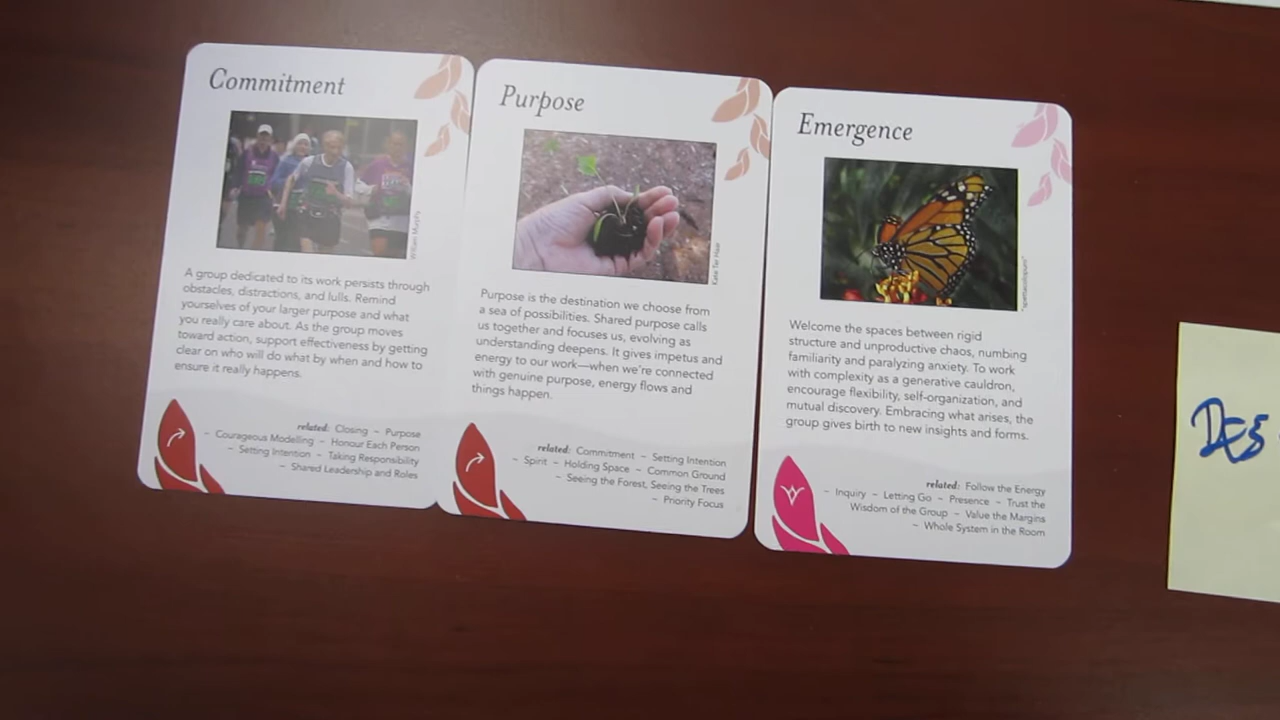 Commitment
William Murphy
A group dedicated to its work persists through
obstacles, distractions, and lulls. Remind
yourselves of your larger purpose and what
you really care about. As the group moves
toward action, support effectiveness by getting
clear on who will do what by when and how to
ensure it really happens.
related: Closing ~ Purpose
~ Courageous Modelling ~ Honour Each Person
~ Setting Intention ~ Taking Responsibility
~ Shared Leadership and Roles
Purpose
Kate Ter Haar
Purpose is the destination we choose from
a sea of possibilities. Shared purpose calls
us together and focuses us, evolving as
understanding deepens. It gives impetus and
energy to our work—when we're connected
with genuine purpose, energy flows and
things happen.
related: Commitment ~ Setting Intention
~ Spirit ~ Holding Space ~ Common Ground
~ Seeing the Forest, Seeing the Trees
~ Priority Focus
Emergence
Welcome the spaces between rigid
structure and unproductive chaos, numbing
familiarity and paralyzing anxiety. To work
with complexity as a generative cauldron,
encourage flexibility, self-organization, and
mutual discovery. Embracing what arises, the
group gives birth to new insights and forms.
related: Follow the Energy
~ Inquiry ~ Letting Go ~ Presence ~ Trust the
Wisdom of the Group ~ Value the Margins
~ Whole System in the Room